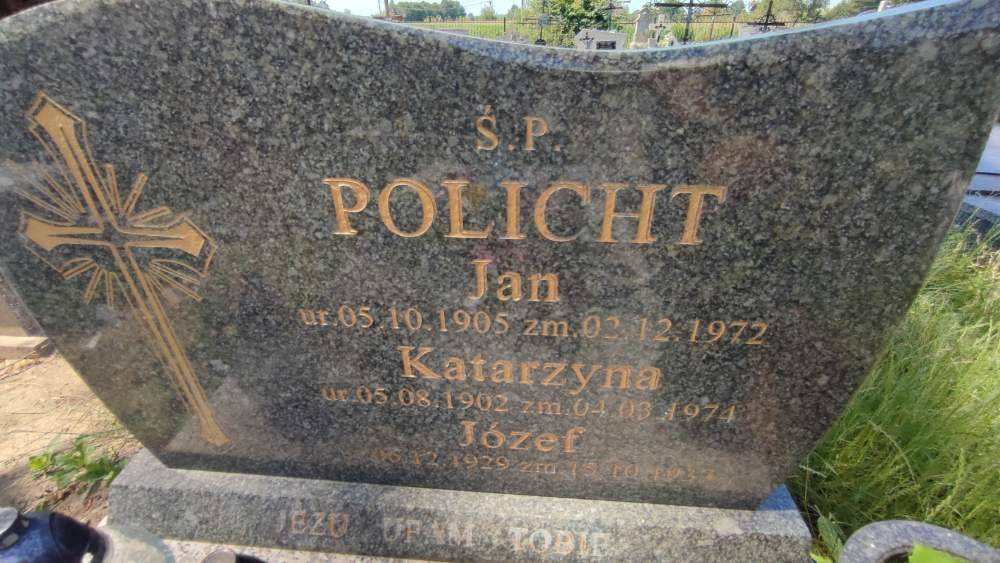 Ś.P.
POLICHT
Jan
ur.05.10.1905 zm.02.12.1972
Katarzyna
ur.05.08.1902 zm.04.03.1974
Józef
JEZU UFAM TOBIE